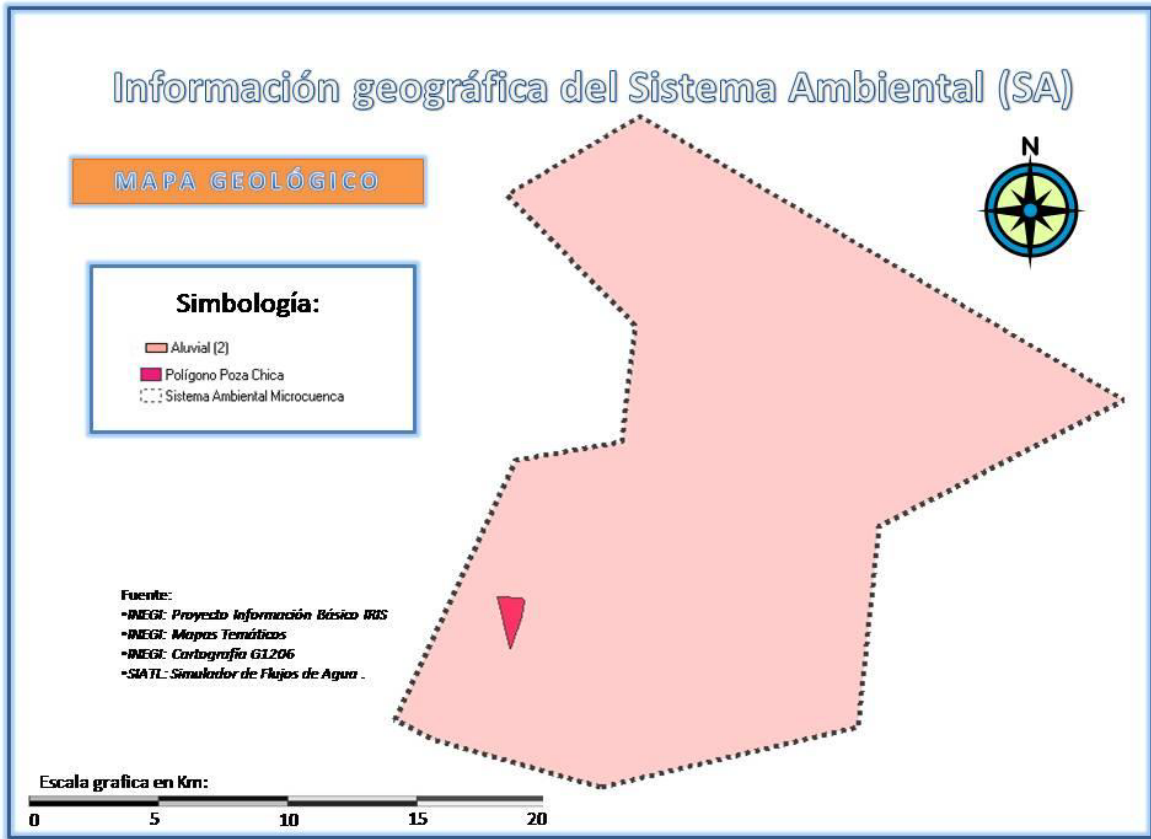 Información geográfica del Sistema Ambiental (SA)
MAPA GEOLÓGICO
N
Simbología:
Aluvial (2)
Polígono Poza Chica
Sistema Ambiental Microcuenca
Fuente:
•INEGI: Proyecto Información Básico IRIS
•INEGI: Mapas Temáticos
•INEGI: Cartografía G1206
•SIATL: Simulador de Flujos de Agua .
Escala grafica en Km:
0 5 10 15 20